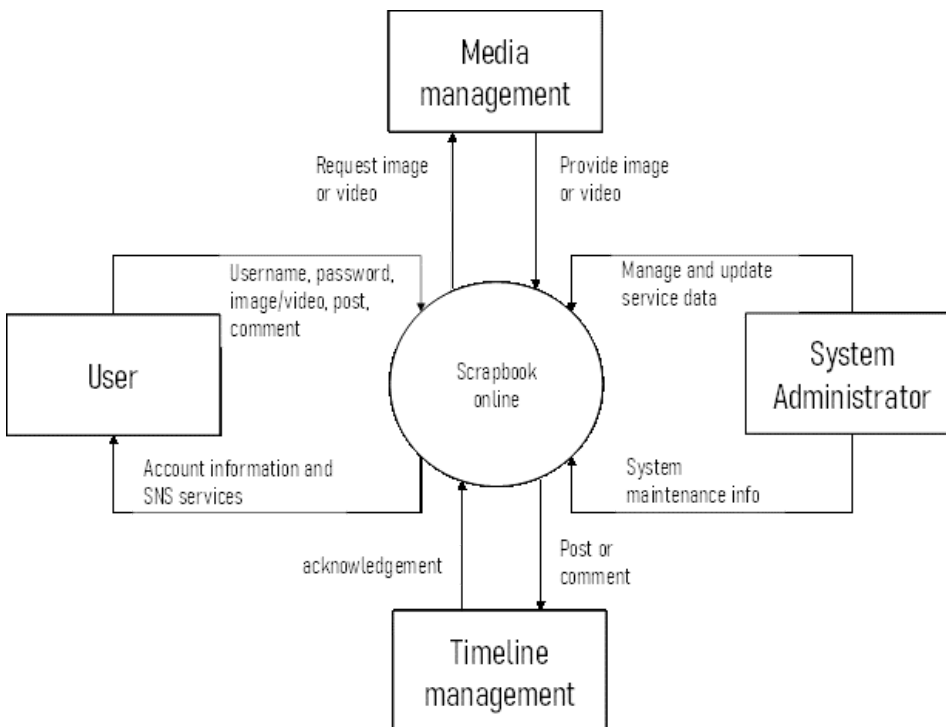 Media
management
Request image
or video
Provide image
or video
Username, password,
image/video, post,
comment
Manage and update
service data
User
Scrapbook
online
System
Administrator
Account information and
SNS services
System
maintenance info
acknowledgement
Post or
comment
Timeline
management